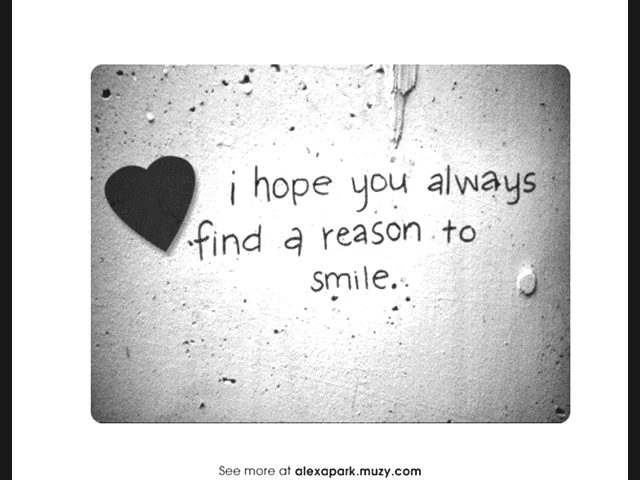 i hope you always
find a reason to
smile..
See more at alexapark.muzy.com